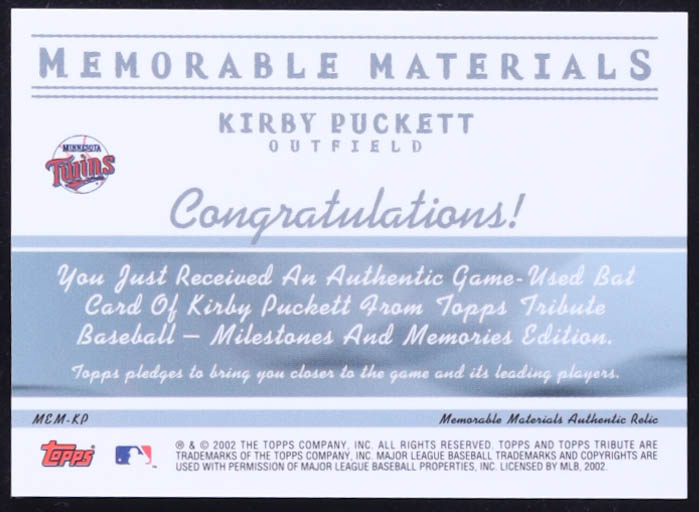 MEMORABLE MATERIALS
KIRBY PUCKETT
OUTFIELD
MINNESOTA
Twins
Congratulations!
You Just Received An Authentic Game-Used Bat
Card Of Kirby Puckett From Topps Tribute
Baseball – Milestones And Memories Edition.
Topps pledges to bring you closer to the game and its leading players.
MEM-KP
Memorable Materials Authentic Relic
topps
® & © 2002 THE TOPPS COMPANY, INC. ALL RIGHTS RESERVED. TOPPS AND TOPPS TRIBUTE ARE
TRADEMARKS OF THE TOPPS COMPANY, INC. MAJOR LEAGUE BASEBALL TRADEMARKS AND COPYRIGHTS ARE
USED WITH PERMISSION OF MAJOR LEAGUE BASEBALL PROPERTIES, INC. LICENSED BY MLB, 2002.